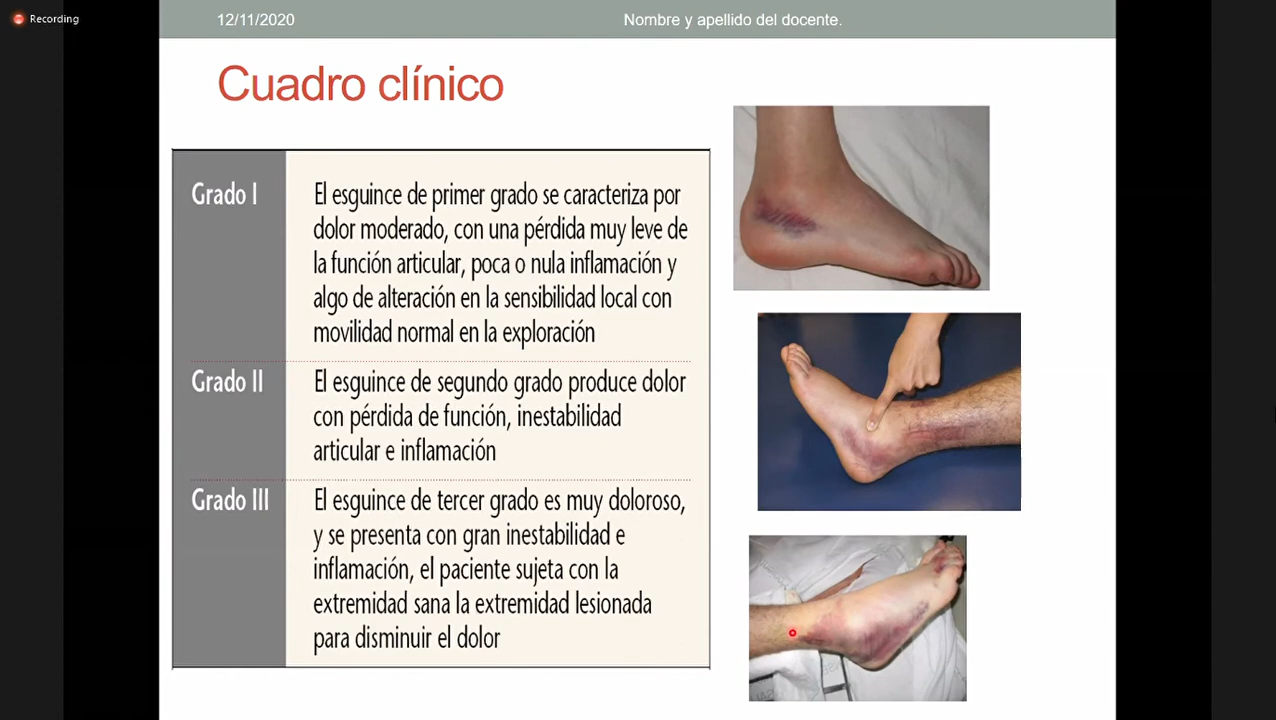 Recording
12/11/2020
Nombre y apellido del docente.
Cuadro clínico
Grado I
El esguince de primer grado se caracteriza por
dolor moderado, con una pérdida muy leve de
la función articular, poca o nula inflamación y
algo de alteración en la sensibilidad local con
movilidad normal en la exploración
Grado II
El esguince de segundo grado produce dolor
con pérdida de función, inestabilidad
articular e inflamación
Grado III
El esguince de tercer grado es muy doloroso,
y se presenta con gran inestabilidad e
inflamación, el paciente sujeta con la
extremidad sana la extremidad lesionada
para disminuir el dolor